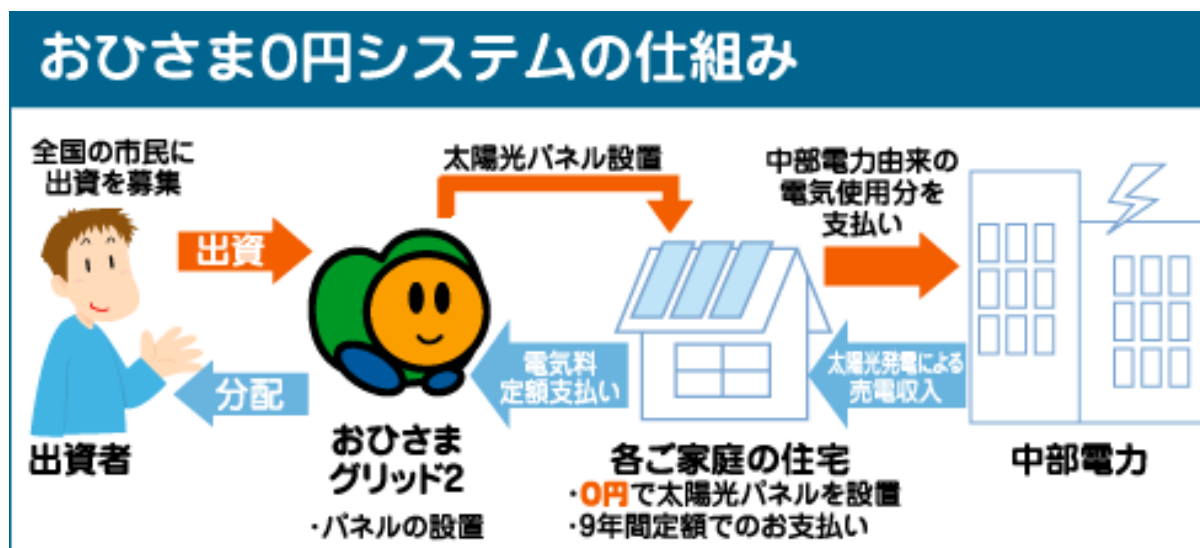 おひさま0円システムの仕組み
全国の市民に
出資を募集
太陽光パネル設置
中部電力由来の
電気使用分を
支払い
出資
分配
電気料
定額支払い
太陽光発電による
売電収入
出資者
おひさま
グリッド2
・パネルの設置
各ご家庭の住宅
・0円で太陽光パネルを設置
・9年間定額でのお支払い
中部電力